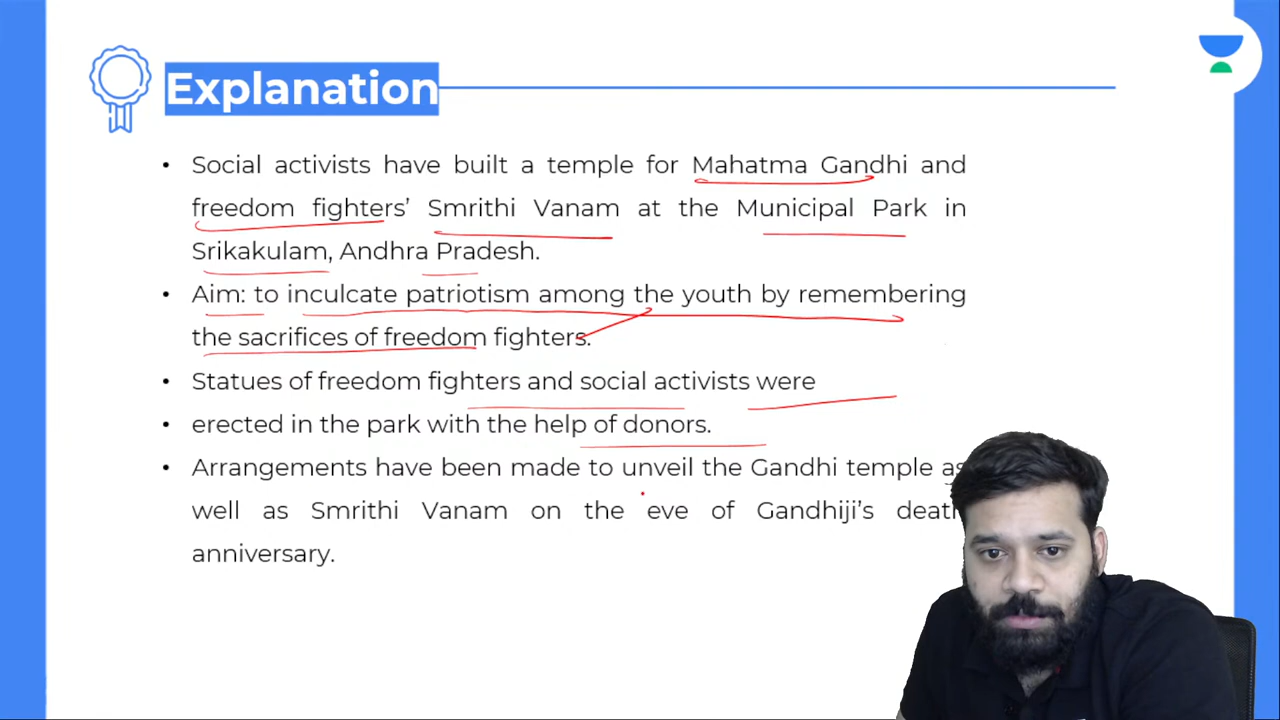 Explanation
• Social activists have built a temple for Mahatma Gandhi and
freedom fighters’ Smrithi Vanam at the Municipal Park in
Srikakulam, Andhra Pradesh.
• Aim: to inculcate patriotism among the youth by remembering
the sacrifices of freedom fighters.
• Statues of freedom fighters and social activists were
• erected in the park with the help of donors.
• Arrangements have been made to unveil the Gandhi temple as
well as Smrithi Vanam on the eve of Gandhiji’s death
anniversary.